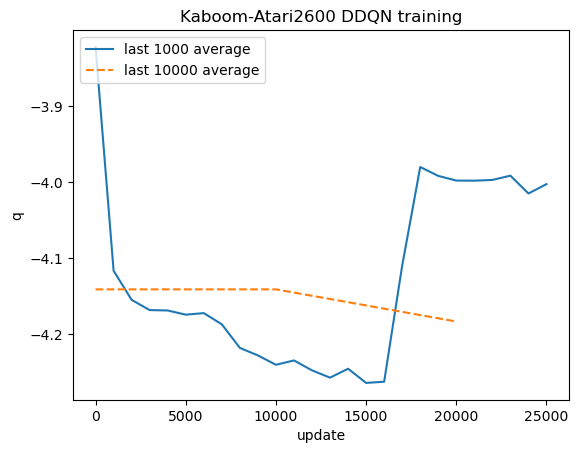 Kaboom-Atari2600 DDQN training
last 1000 average
last 10000 average
q
−3.9
−4.0
−4.1
−4.2
0 5000 10000 15000 20000 25000
update